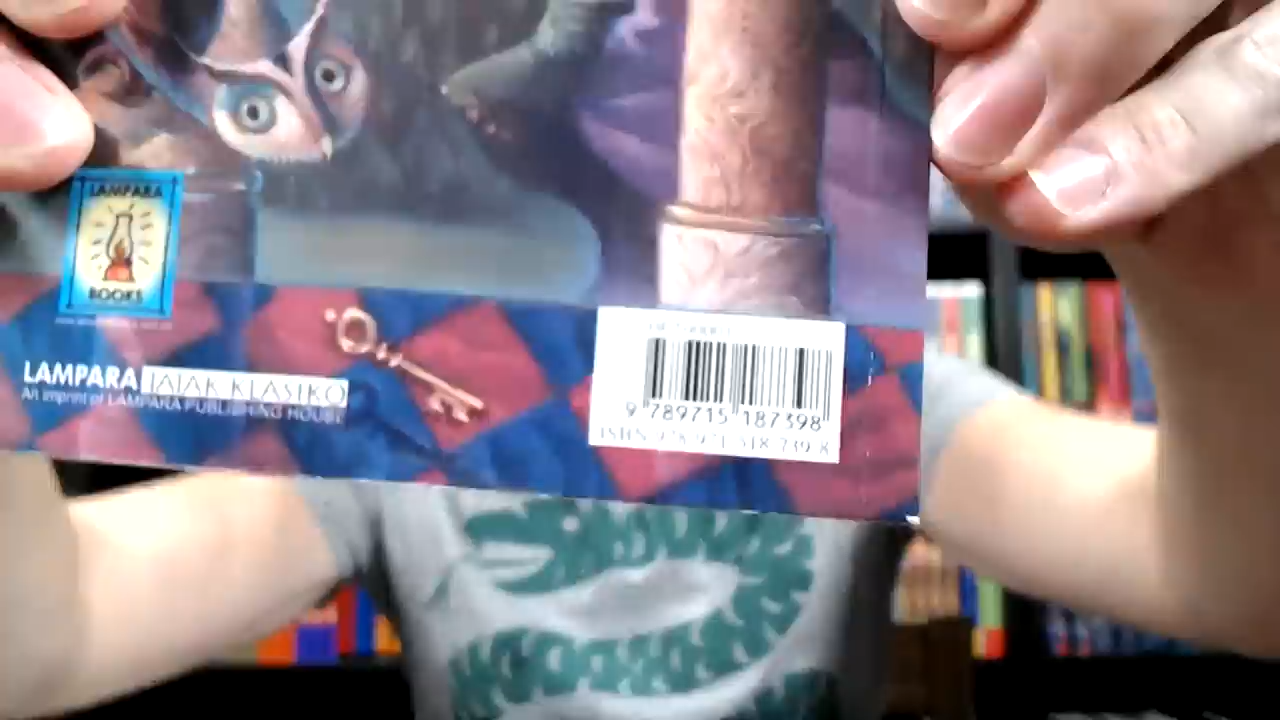 LAMPARA
BOOKS
LAMPARA TATAK KLASIKO
An imprint of LAMPARA PUBLISHING HOUSE
9 789715 187398
ISBN 978-971-518-739-8